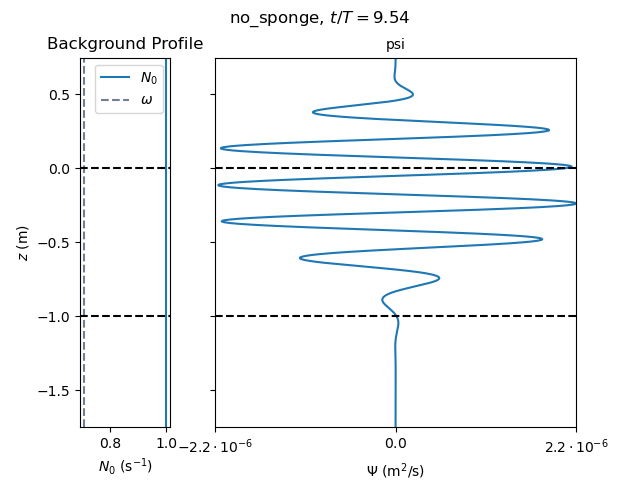 no_sponge, t/T = 9.54
Background Profile
psi
N₀
ω
0.5
0.0
−0.5
−1.0
−1.5
z (m)
0.8
1.0
N₀ (s⁻¹)
−2.2 · 10⁻⁶
0.0
2.2 · 10⁻⁶
Ψ (m²/s)